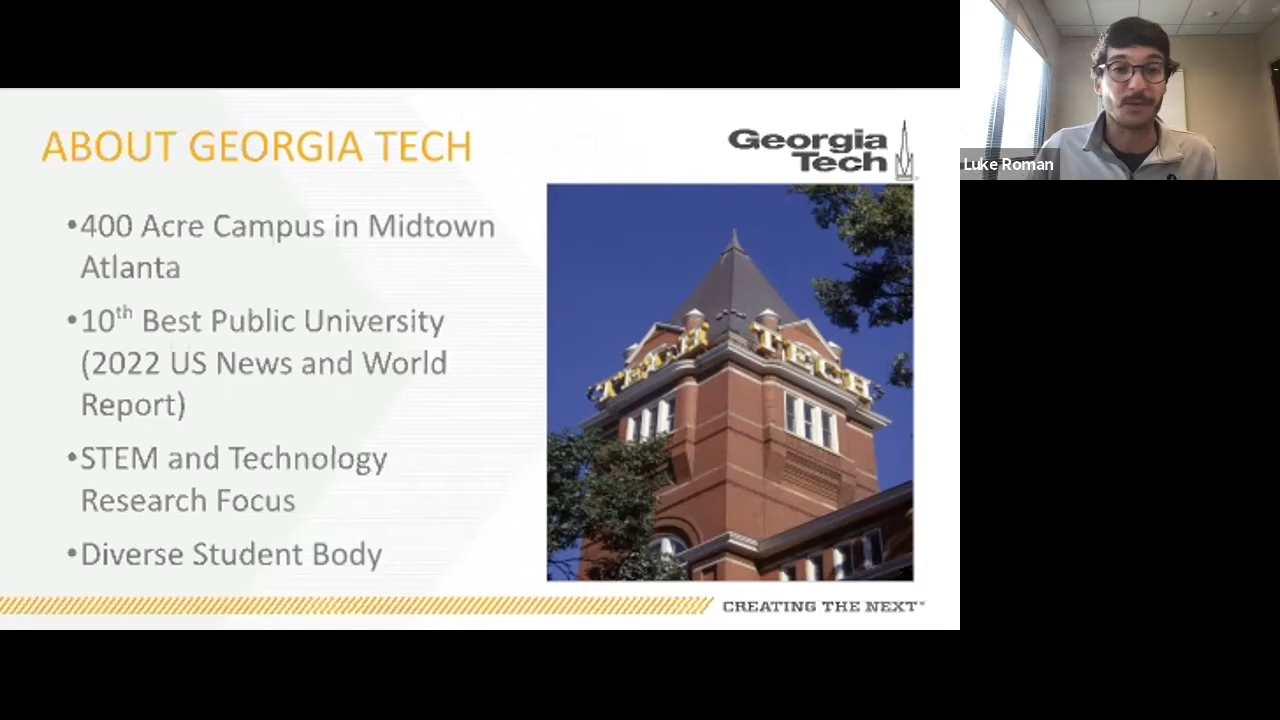 ABOUT GEORGIA TECH
Georgia
Tech
•400 Acre Campus in Midtown
Atlanta
•10th Best Public University
(2022 US News and World
Report)
•STEM and Technology
Research Focus
•Diverse Student Body
TECH TECH
CREATING THE NEXT™
Luke Roman